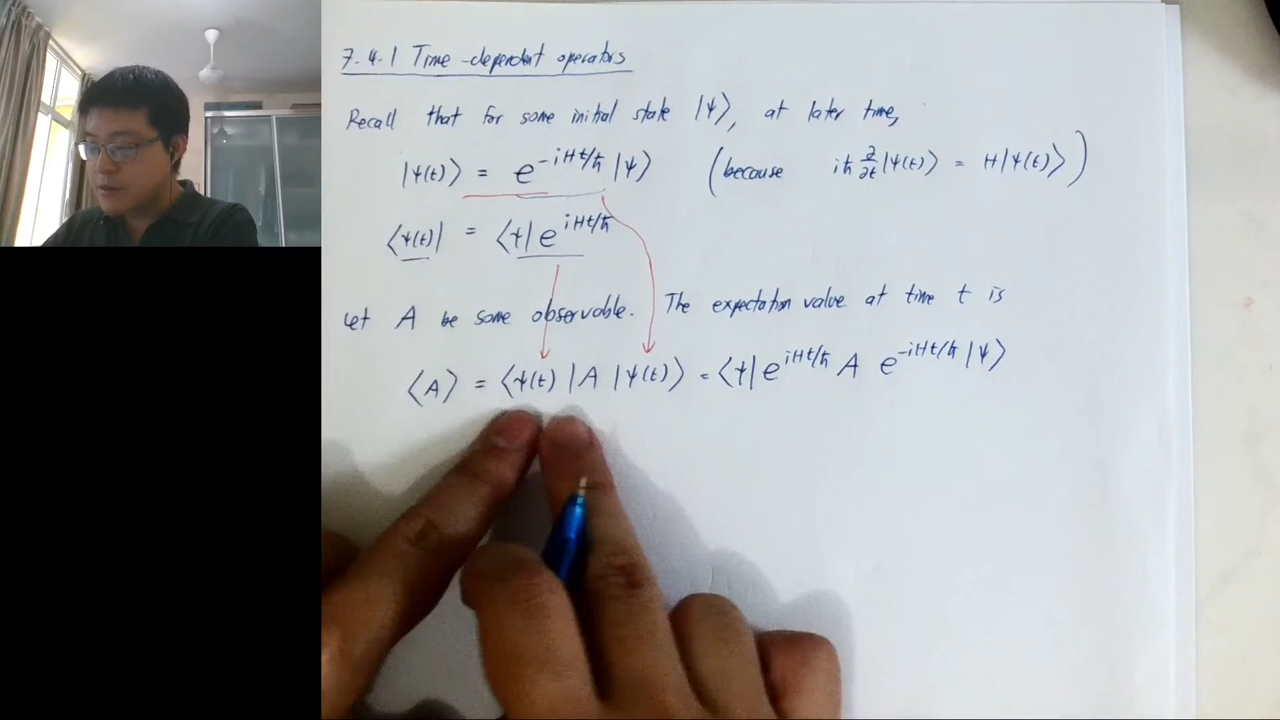 7.4.1 Time-dependent operators
Recall that for some initial state |ψ⟩, at later time,
|ψ(t)⟩ = e^{-iHt/ħ} |ψ⟩ (because iħ ∂/∂t |ψ(t)⟩ = H|ψ(t)⟩)
⟨ψ(t)| = ⟨ψ| e^{iHt/ħ}
Let A be some observable. The expectation value at time t is
⟨A⟩ = ⟨ψ(t)|A|ψ(t)⟩ = ⟨ψ| e^{iHt/ħ} A e^{-iHt/ħ} |ψ⟩